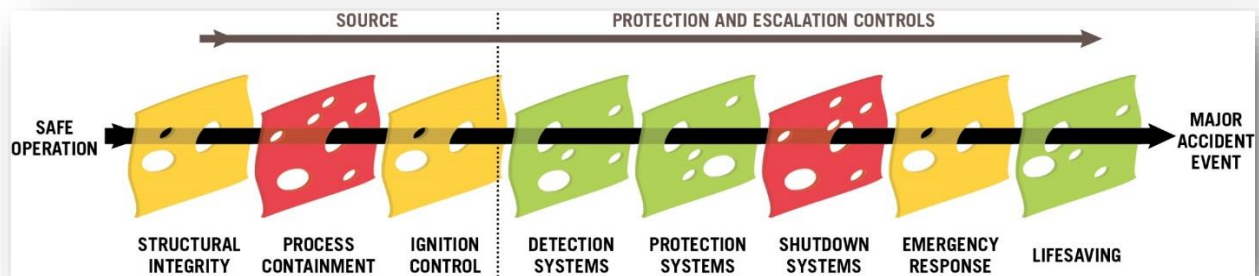 SOURCE
PROTECTION AND ESCALATION CONTROLS
SAFE
OPERATION
MAJOR
ACCIDENT
EVENT
STRUCTURAL
INTEGRITY
PROCESS
CONTAINMENT
IGNITION
CONTROL
DETECTION
SYSTEMS
PROTECTION
SYSTEMS
SHUTDOWN
SYSTEMS
EMERGENCY
RESPONSE
LIFESAVING